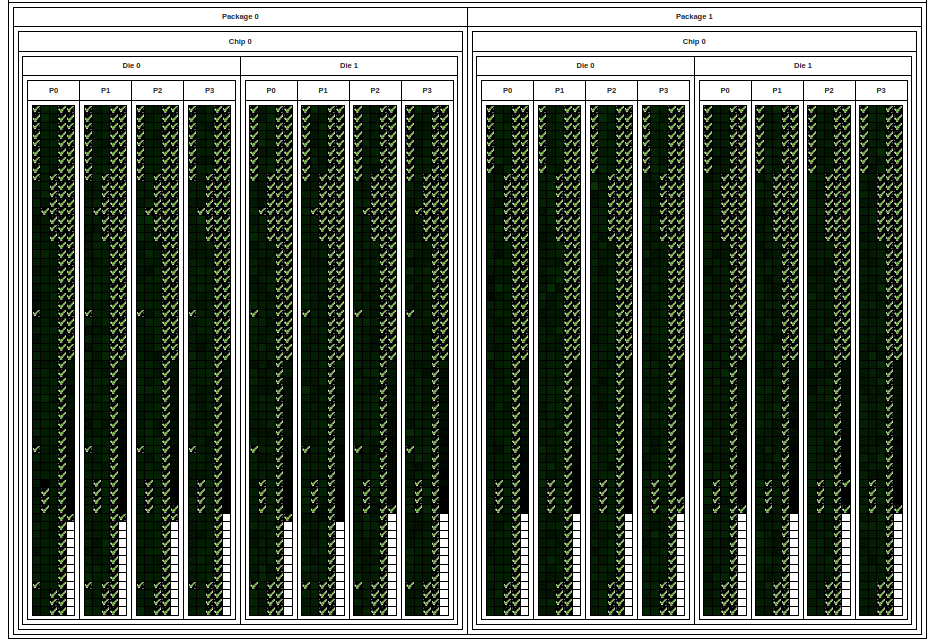 Package 0 Package 1
Chip 0 Chip 0
Die 0 Die 1 Die 0 Die 1
P0 P1 P2 P3 P0 P1 P2 P3 P0 P1 P2 P3 P0 P1 P2 P3